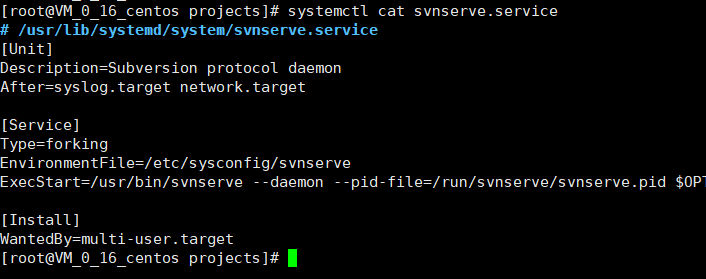 [root@VM_0_16_centos projects]# systemctl cat svnserve.service
# /usr/lib/systemd/system/svnserve.service
[Unit]
Description=Subversion protocol daemon
After=syslog.target network.target
[Service]
Type=forking
EnvironmentFile=/etc/sysconfig/svnserve
ExecStart=/usr/bin/svnserve --daemon --pid-file=/run/svnserve/svnserve.pid $OPT
[Install]
WantedBy=multi-user.target
[root@VM_0_16_centos projects]#